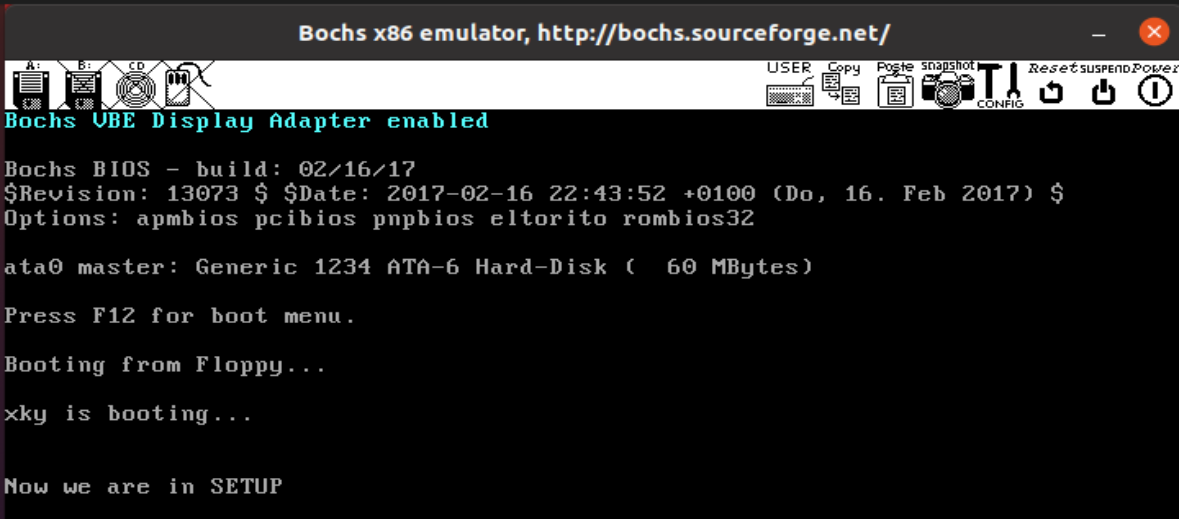 Bochs x86 emulator, http://bochs.sourceforge.net/
A: B: CD USER Copy Paste snapshot CONFIG Reset SUSPEND Power
Bochs VBE Display Adapter enabled
Bochs BIOS - build: 02/16/17
$Revision: 13073 $ $Date: 2017-02-16 22:43:52 +0100 (Do, 16. Feb 2017) $
Options: apmbios pcibios pnpbios eltorito rombios32
ata0 master: Generic 1234 ATA-6 Hard-Disk (  60 MBytes)
Press F12 for boot menu.
Booting from Floppy...
xky is booting...
Now we are in SETUP